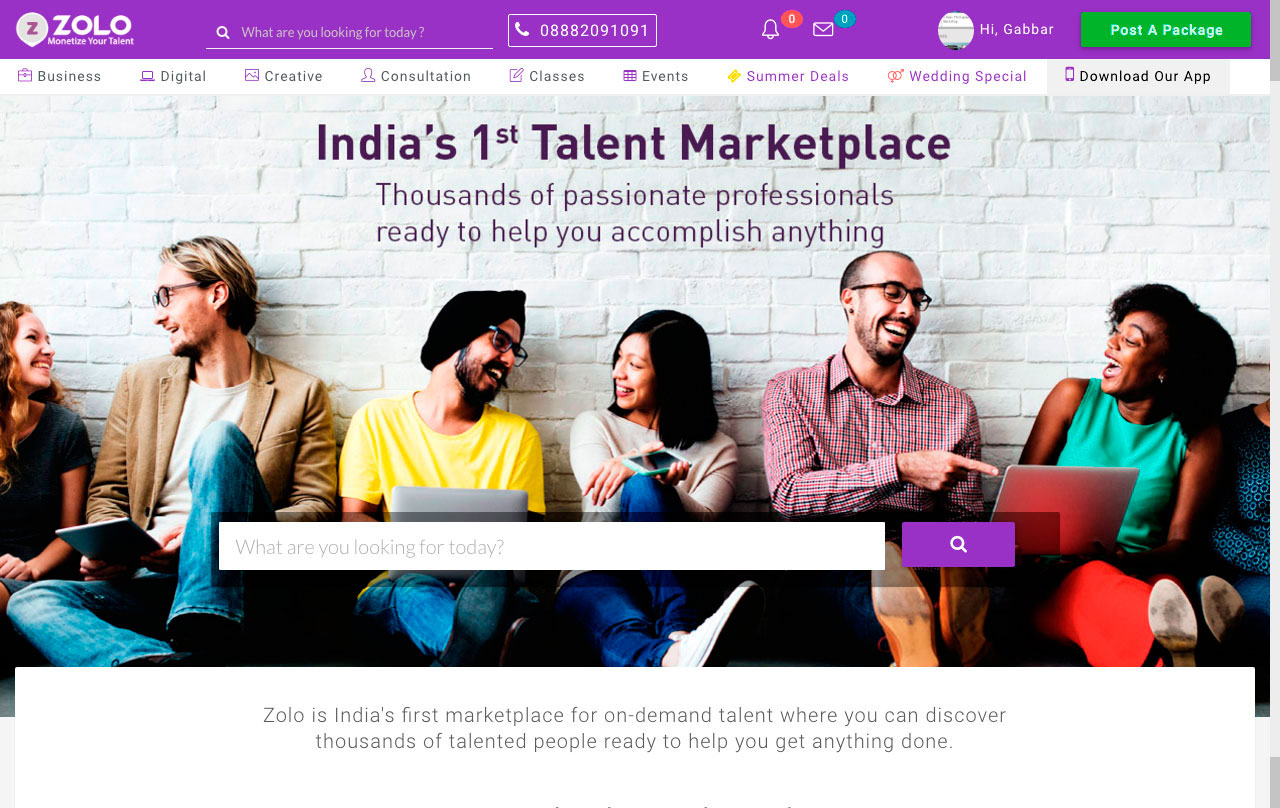 Z ZOLO
Monetize Your Talent
What are you looking for today ?
08882091091
0
0
Hi, Gabbar
Post A Package
Business
Digital
Creative
Consultation
Classes
Events
Summer Deals
Wedding Special
Download Our App
India's 1st Talent Marketplace
Thousands of passionate professionals
ready to help you accomplish anything
What are you looking for today?
Zolo is India's first marketplace for on-demand talent where you can discover
thousands of talented people ready to help you get anything done.